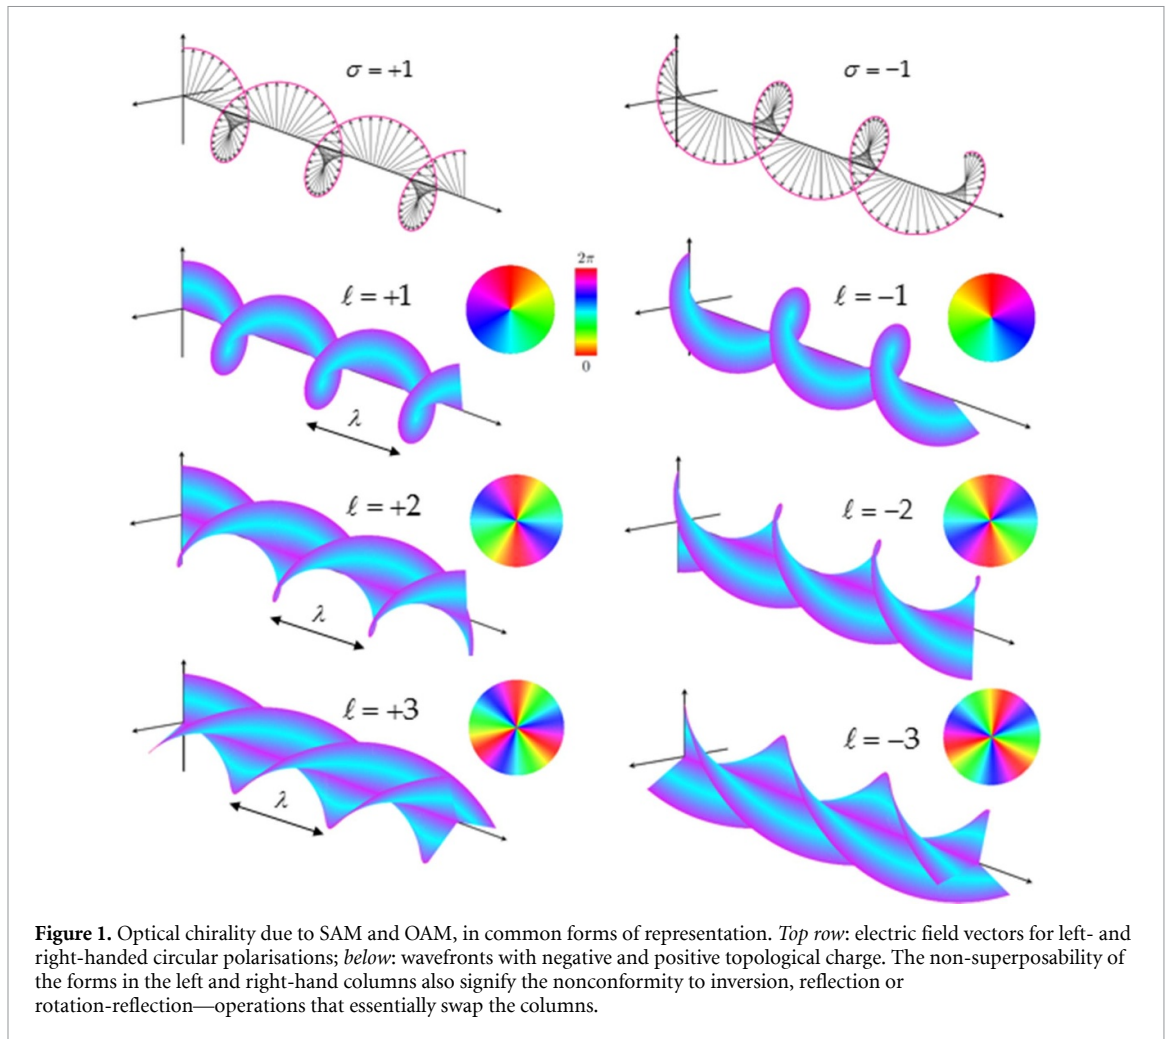 σ = +1
σ = −1
ℓ = +1
2π
0
ℓ = −1
λ
ℓ = +2
ℓ = −2
λ
ℓ = +3
ℓ = −3
λ
Figure 1. Optical chirality due to SAM and OAM, in common forms of representation. Top row: electric field vectors for left- and
right-handed circular polarisations; below: wavefronts with negative and positive topological charge. The non-superposability of
the forms in the left and right-hand columns also signify the nonconformity to inversion, reflection or
rotation-reflection—operations that essentially swap the columns.